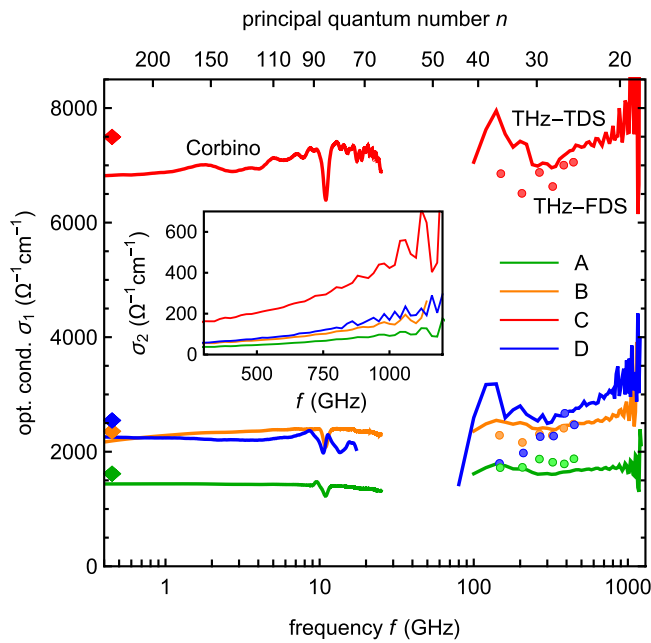 principal quantum number n
200 150 110 90 70 50 40 30 20
8000
6000
4000
2000
0
opt. cond. σ₁ (Ω⁻¹cm⁻¹)
Corbino
THz–TDS
THz–FDS
600
400
200
0
σ₂ (Ω⁻¹cm⁻¹)
500 750 1000
f (GHz)
A
B
C
D
1 10 100 1000
frequency f (GHz)